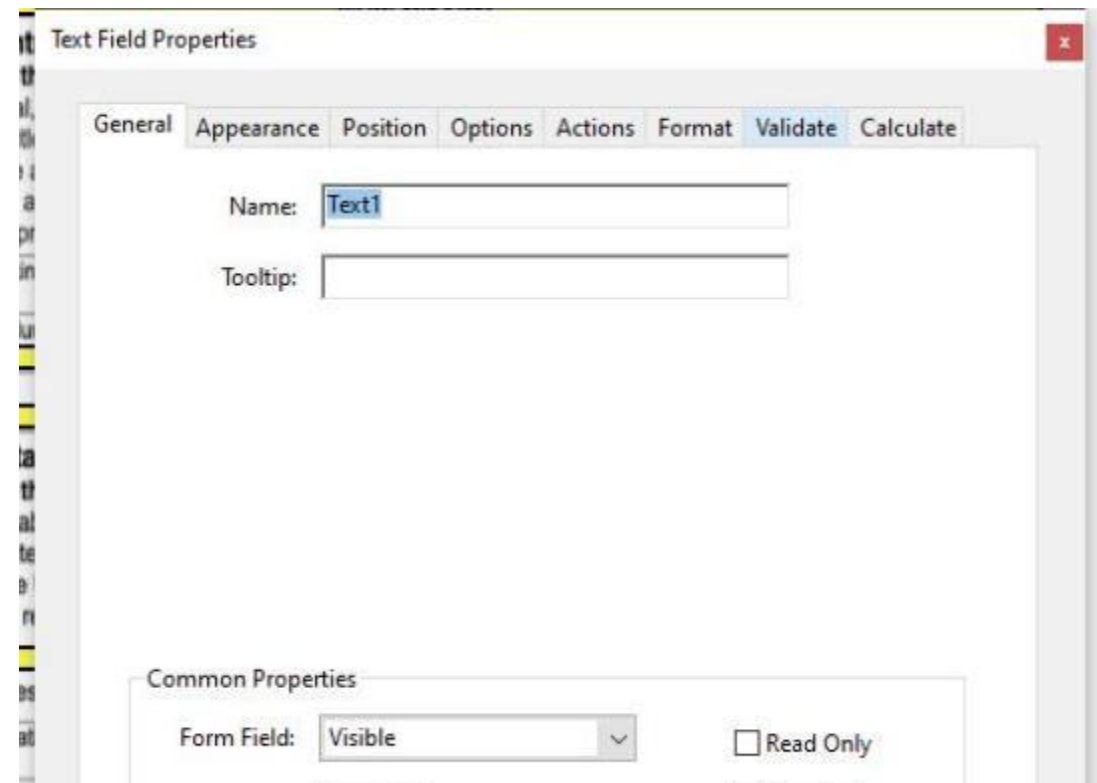 Text Field Properties
x
General Appearance Position Options Actions Format Validate Calculate
Name: Text1
Tooltip:
Common Properties
Form Field: Visible
Read Only